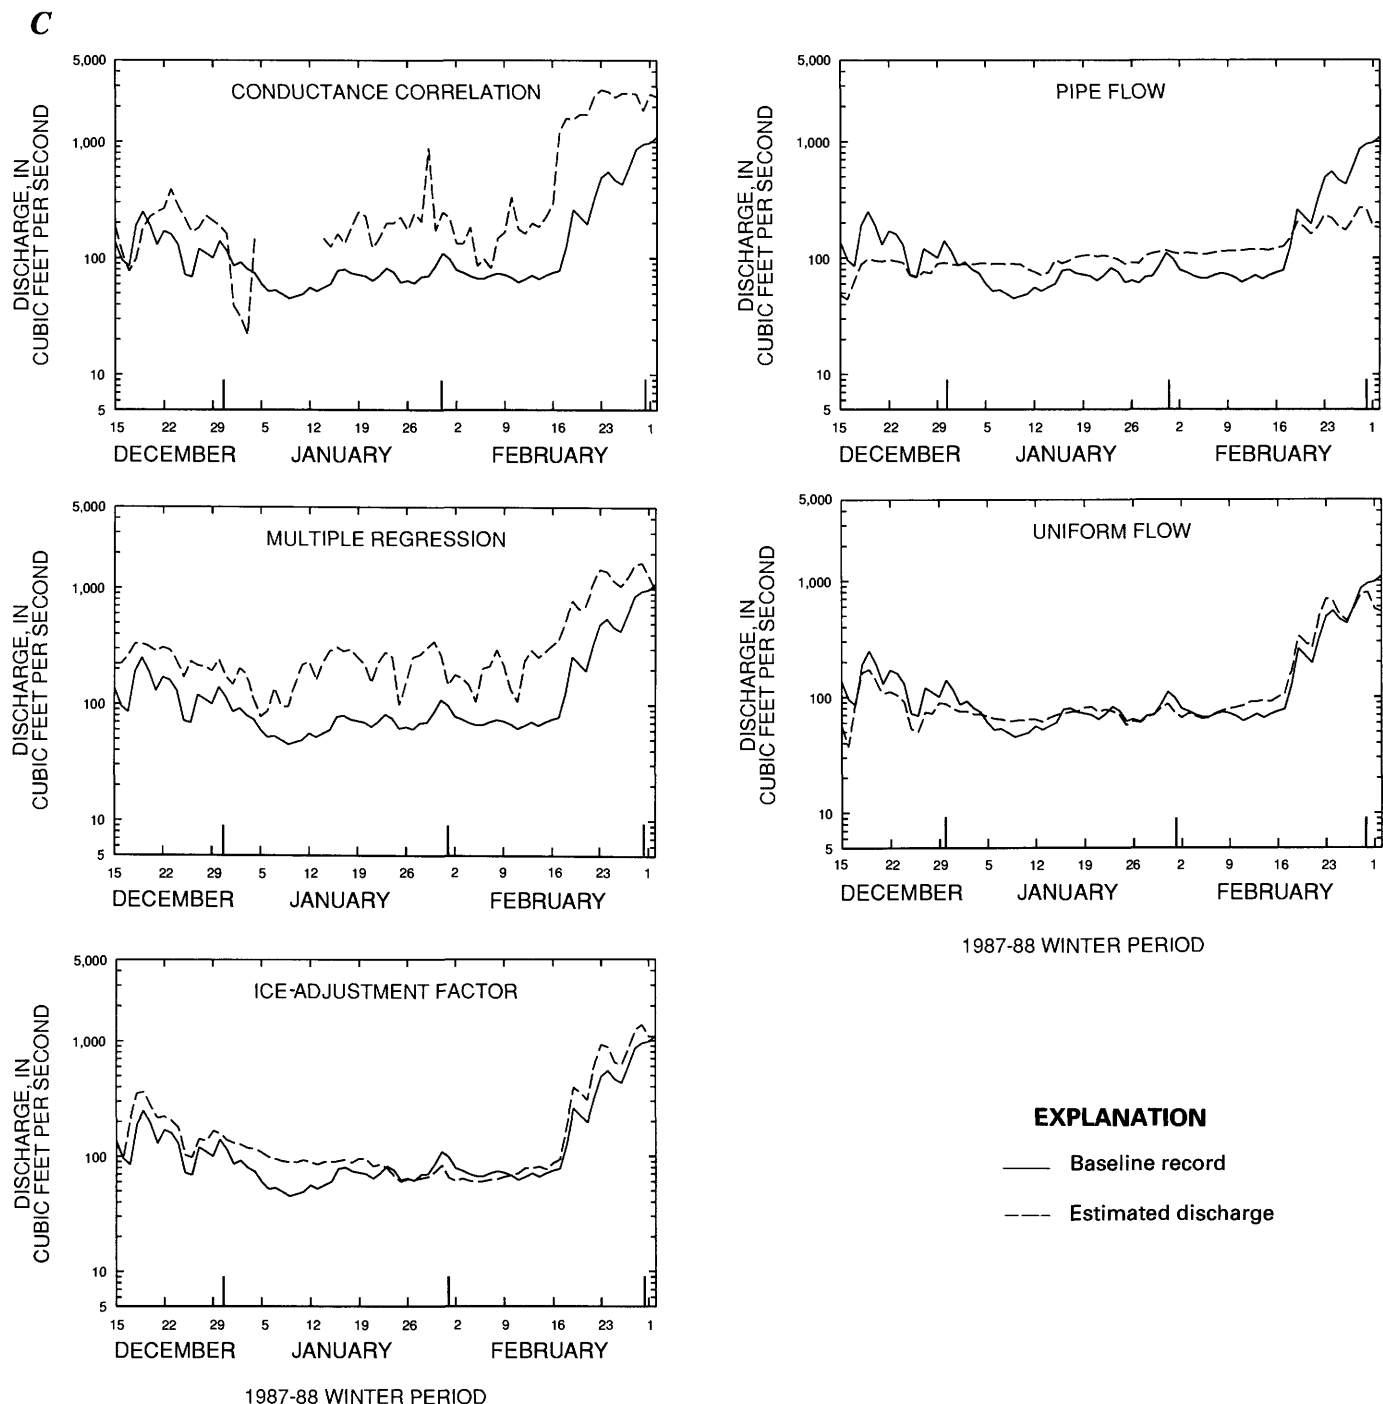 C
CONDUCTANCE CORRELATION
DISCHARGE, IN
CUBIC FEET PER SECOND
5,000
1,000
100
10
5
15 22 29 5 12 19 26 2 9 16 23 1
DECEMBER JANUARY FEBRUARY
PIPE FLOW
DISCHARGE, IN
CUBIC FEET PER SECOND
5,000
1,000
100
10
5
15 22 29 5 12 19 26 2 9 16 23 1
DECEMBER JANUARY FEBRUARY
MULTIPLE REGRESSION
DISCHARGE, IN
CUBIC FEET PER SECOND
5,000
1,000
100
10
5
15 22 29 5 12 19 26 2 9 16 23 1
DECEMBER JANUARY FEBRUARY
UNIFORM FLOW
DISCHARGE, IN
CUBIC FEET PER SECOND
5,000
1,000
100
10
5
15 22 29 5 12 19 26 2 9 16 23 1
DECEMBER JANUARY FEBRUARY
1987-88 WINTER PERIOD
ICE-ADJUSTMENT FACTOR
DISCHARGE, IN
CUBIC FEET PER SECOND
5,000
1,000
100
10
5
15 22 29 5 12 19 26 2 9 16 23 1
DECEMBER JANUARY FEBRUARY
1987-88 WINTER PERIOD
EXPLANATION
Baseline record
Estimated discharge